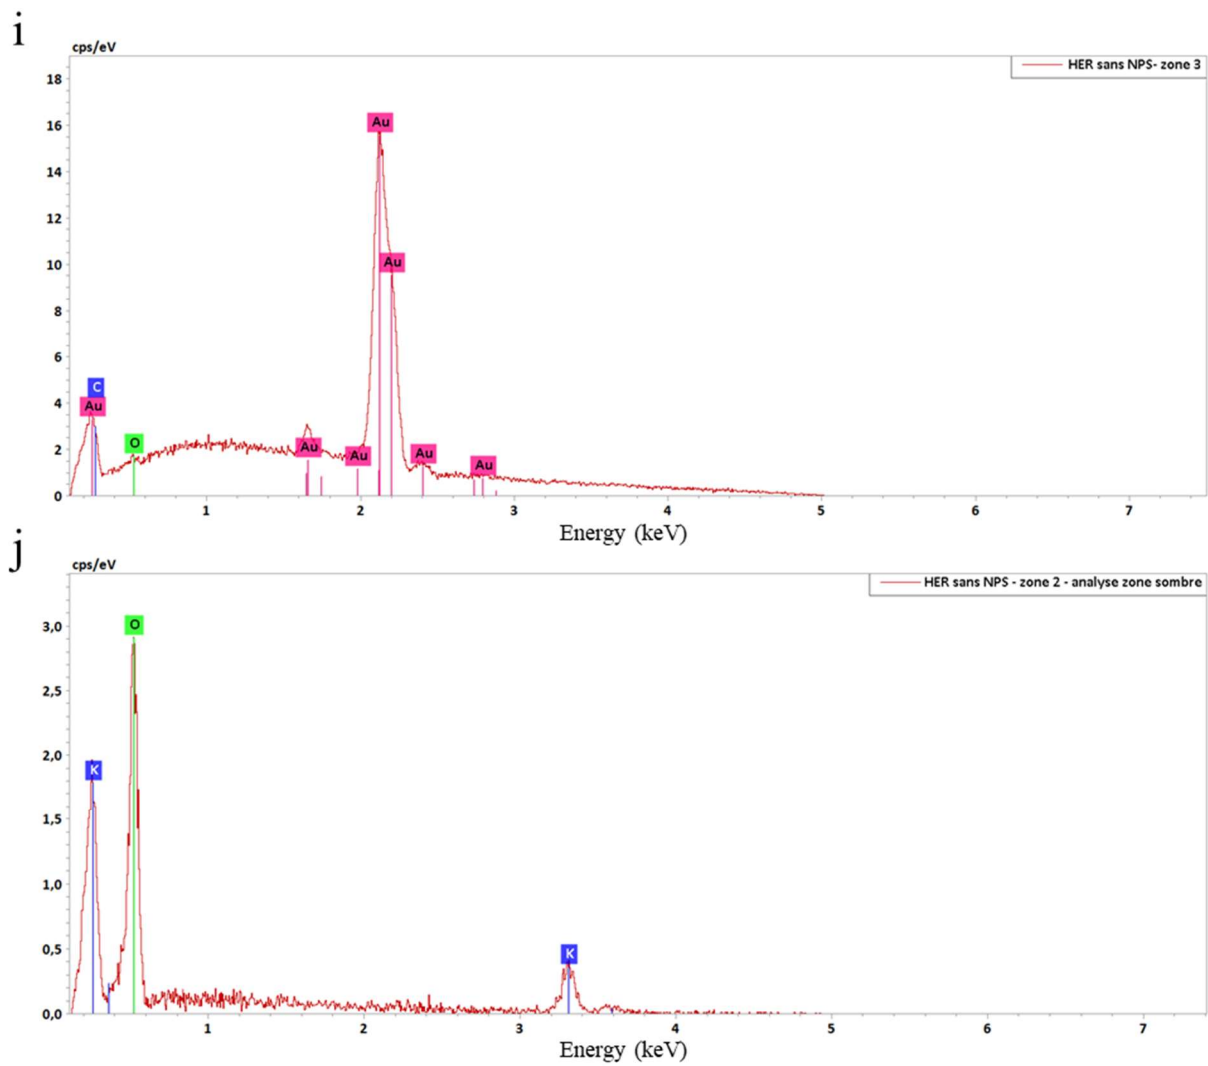 i
cps/eV
HER sans NPS- zone 3
18
16
14
12
10
8
6
4
2
0
Au
Au
C
Au
O
Au
Au
Au
Au
1 2 3 4 5 6 7
Energy (keV)
j
cps/eV
HER sans NPS - zone 2 - analyse zone sombre
3,0
2,5
2,0
1,5
1,0
0,5
0,0
O
K
K
1 2 3 4 5 6 7
Energy (keV)